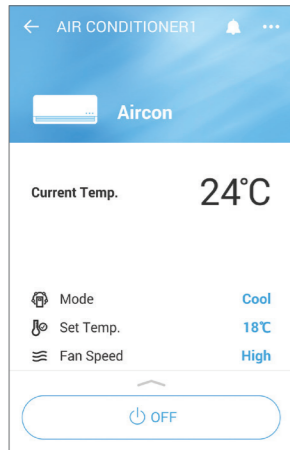 AIR CONDITIONER1
Aircon
Current Temp. 24°C
Mode Cool
Set Temp. 18℃
Fan Speed High
OFF